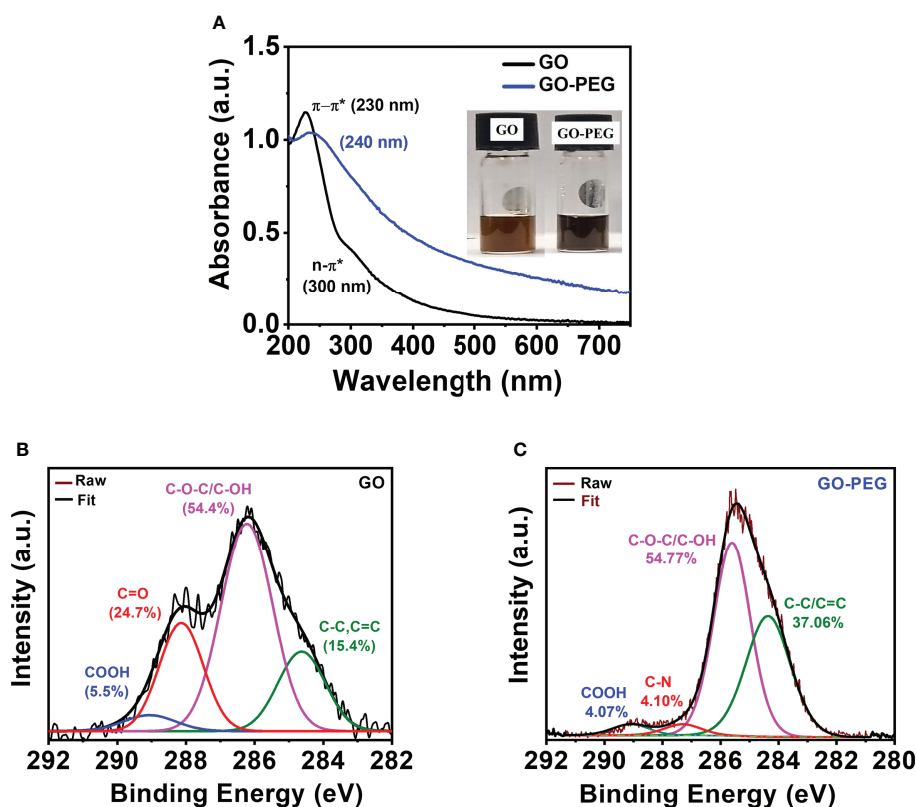 A
GO
GO-PEG
π–π* (230 nm)
(240 nm)
n-π*
(300 nm)
GO
GO-PEG
1.5
1.0
0.5
0.0
200 300 400 500 600 700
Absorbance (a.u.)
Wavelength (nm)
B
Raw
Fit
GO
C-O-C/C-OH
(54.4%)
C=O
(24.7%)
C-C,C=C
(15.4%)
COOH
(5.5%)
292 290 288 286 284 282
Intensity (a.u.)
Binding Energy (eV)
C
Raw
Fit
GO-PEG
C-O-C/C-OH
54.77%
C-C/C=C
37.06%
C-N
4.10%
COOH
4.07%
292 290 288 286 284 282 280
Intensity (a.u.)
Binding Energy (eV)